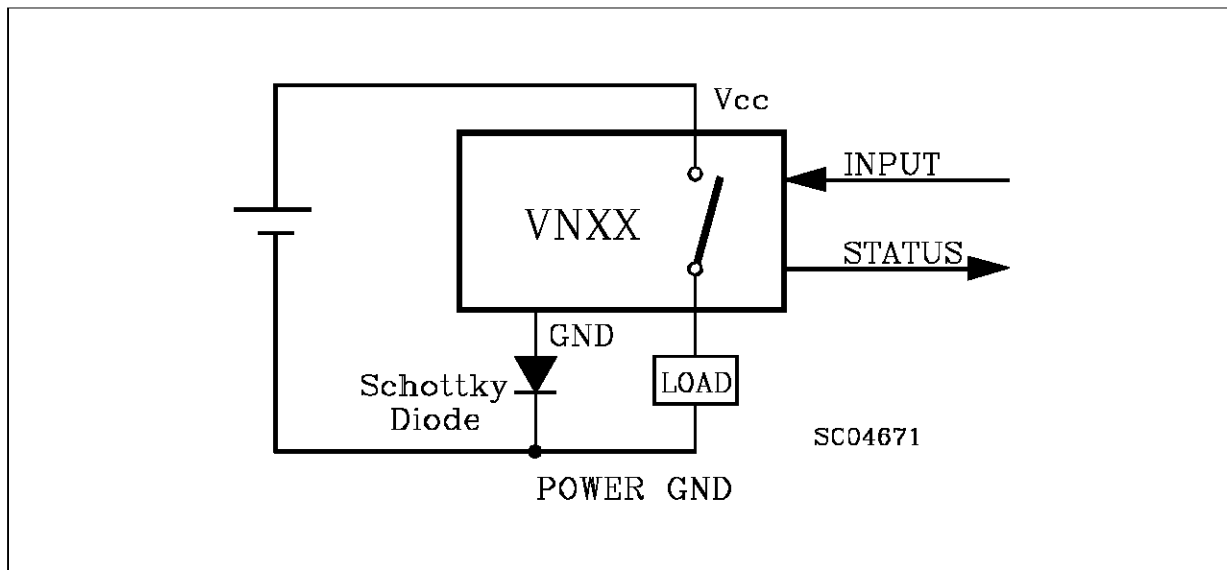 Vcc
INPUT
VNXX
STATUS
GND
Schottky
Diode
LOAD
SC04671
POWER GND